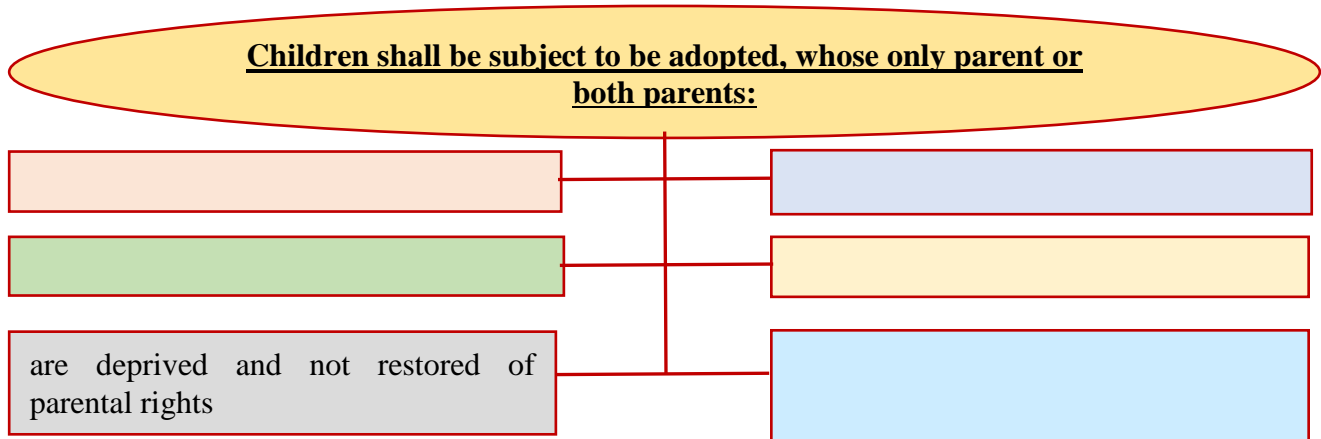 Children shall be subject to be adopted, whose only parent or
both parents:
are deprived and not restored of
parental rights